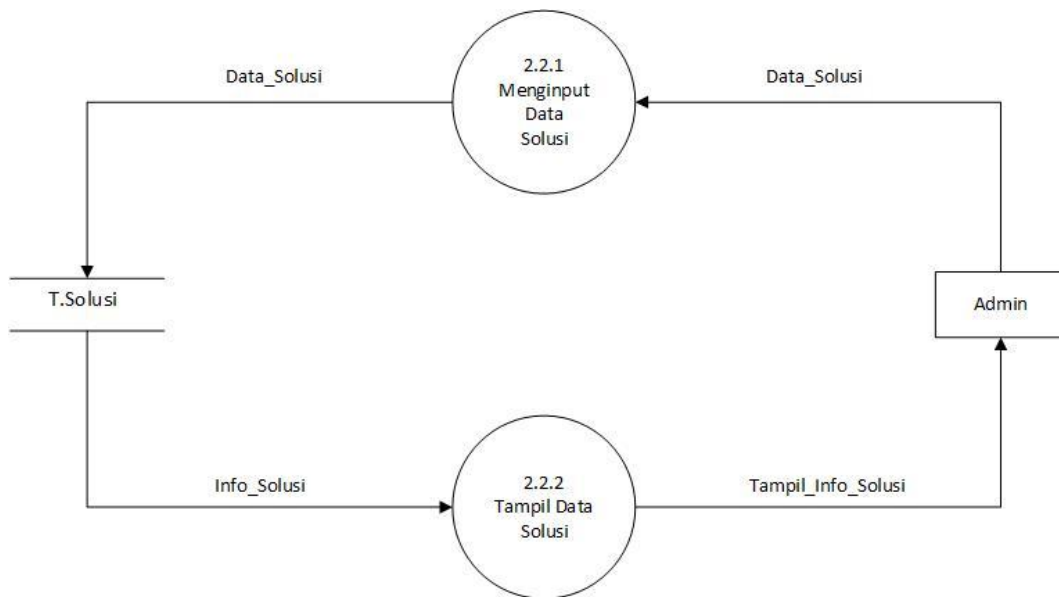 Data_Solusi
2.2.1
Menginput
Data
Solusi
Data_Solusi
T.Solusi
Admin
Info_Solusi
2.2.2
Tampil Data
Solusi
Tampil_Info_Solusi